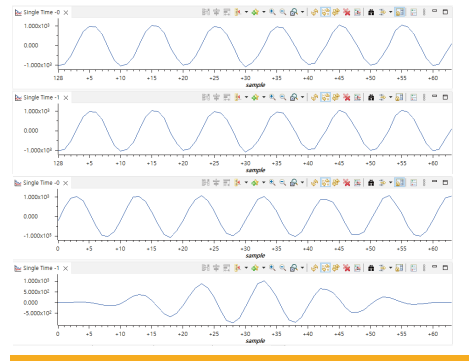 Single Time -0
1.000x10³
0.000
-1.000x10³
128 +5 +10 +15 +20 +25 +30 +35 +40 +45 +50 +55 +60
sample
Single Time -1
1.000x10³
0.000
-1.000x10³
128 +5 +10 +15 +20 +25 +30 +35 +40 +45 +50 +55 +60
sample
Single Time -0
1.000x10³
0.000
-1.000x10³
0 +5 +10 +15 +20 +25 +30 +35 +40 +45 +50 +55 +60
sample
Single Time -1
1.000x10³
5.000x10²
0.000
-5.000x10²
0 +5 +10 +15 +20 +25 +30 +35 +40 +45 +50 +55 +60
sample